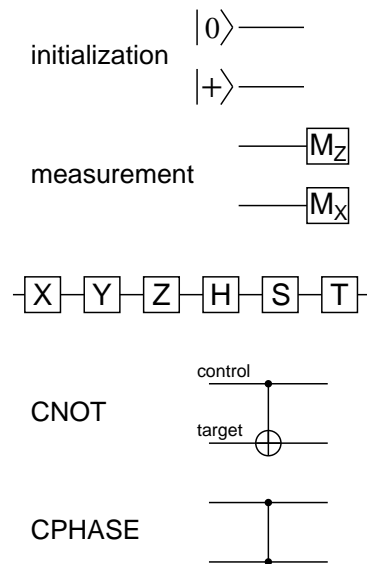 |0⟩
initialization
|+⟩
M_Z
measurement
M_X
X Y Z H S T
control
CNOT
target
CPHASE